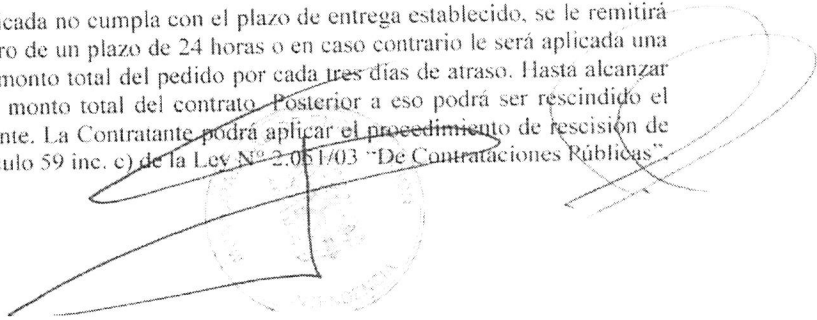 icada no cumpla con el plazo de entrega establecido, se le remitirá
ro de un plazo de 24 horas o en caso contrario le será aplicada una
monto total del pedido por cada tres días de atraso. Hasta alcanzar
monto total del contrato. Posterior a eso podrá ser rescindido el
nte. La Contratante podrá aplicar el procedimiento de rescisión de
ulo 59 inc. c) de la Ley Nº 2.051/03 “De Contrataciones Públicas”.